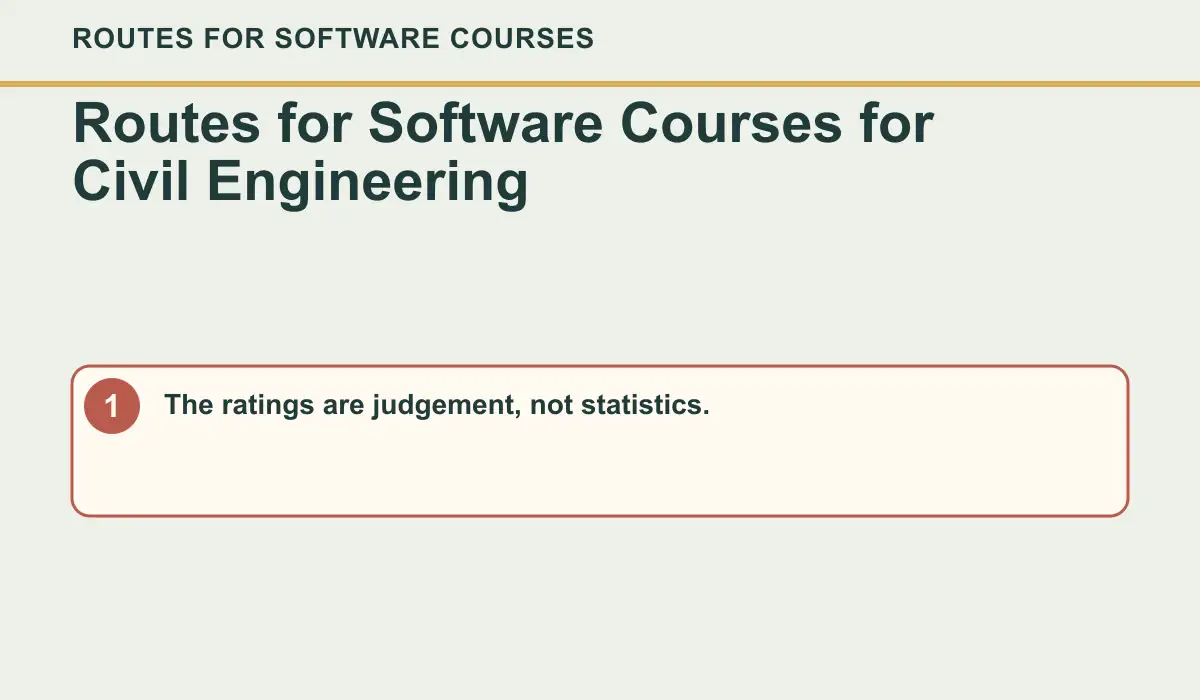 ROUTES FOR SOFTWARE COURSES
Routes for Software Courses for
Civil Engineering
1 The ratings are judgement, not statistics.